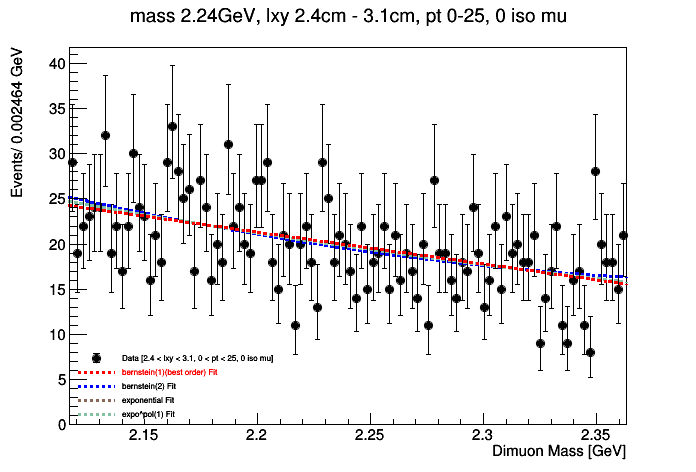 mass 2.24GeV, lxy 2.4cm - 3.1cm, pt 0-25, 0 iso mu
Events/ 0.002464 GeV
40
35
30
25
20
15
10
5
0
Data [2.4 < lxy < 3.1, 0 < pt < 25, 0 iso mu]
bernstein(1)(best order) Fit
bernstein(2) Fit
exponential Fit
expo*pol(1) Fit
2.15 2.2 2.25 2.3 2.35
Dimuon Mass [GeV]